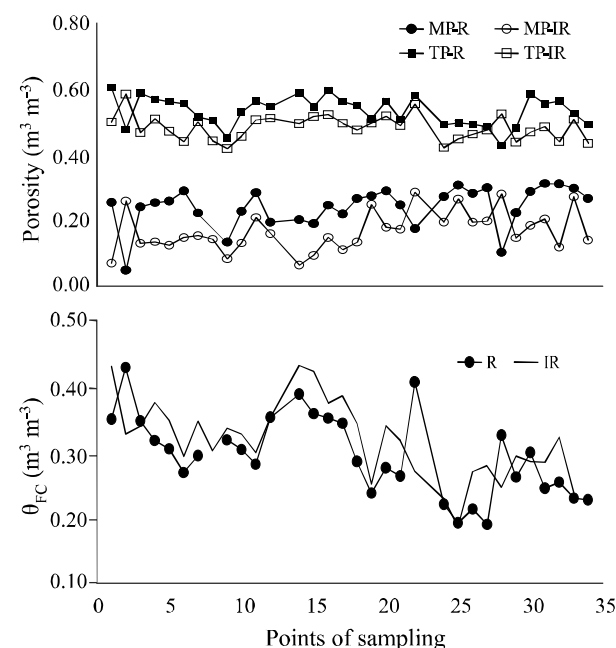 0.80
MP-R MP-IR
TP-R TP-IR
0.60
0.40
0.20
0.00
Porosity (m³ m⁻³)
0.50
R IR
0.40
0.30
0.20
0.10
θFC (m³ m⁻³)
0 5 10 15 20 25 30 35
Points of sampling